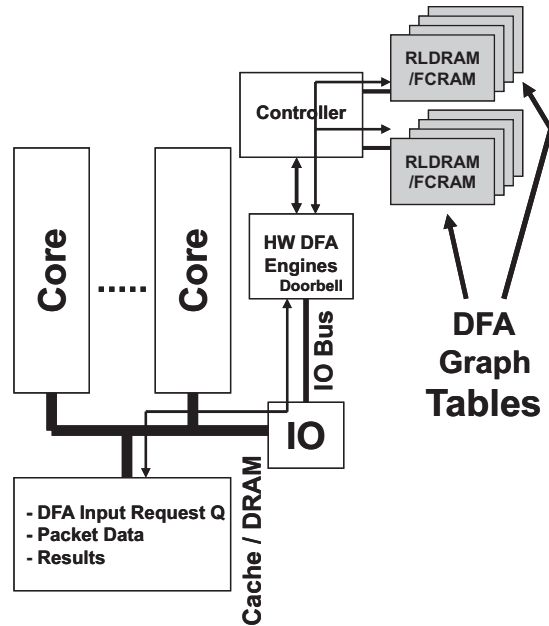 RLDRAM
/FCRAM
Controller
RLDRAM
/FCRAM
Core
.....
Core
HW DFA
Engines
Doorbell
DFA
Graph
Tables
IO Bus
IO
- DFA Input Request Q
- Packet Data
- Results
Cache / DRAM